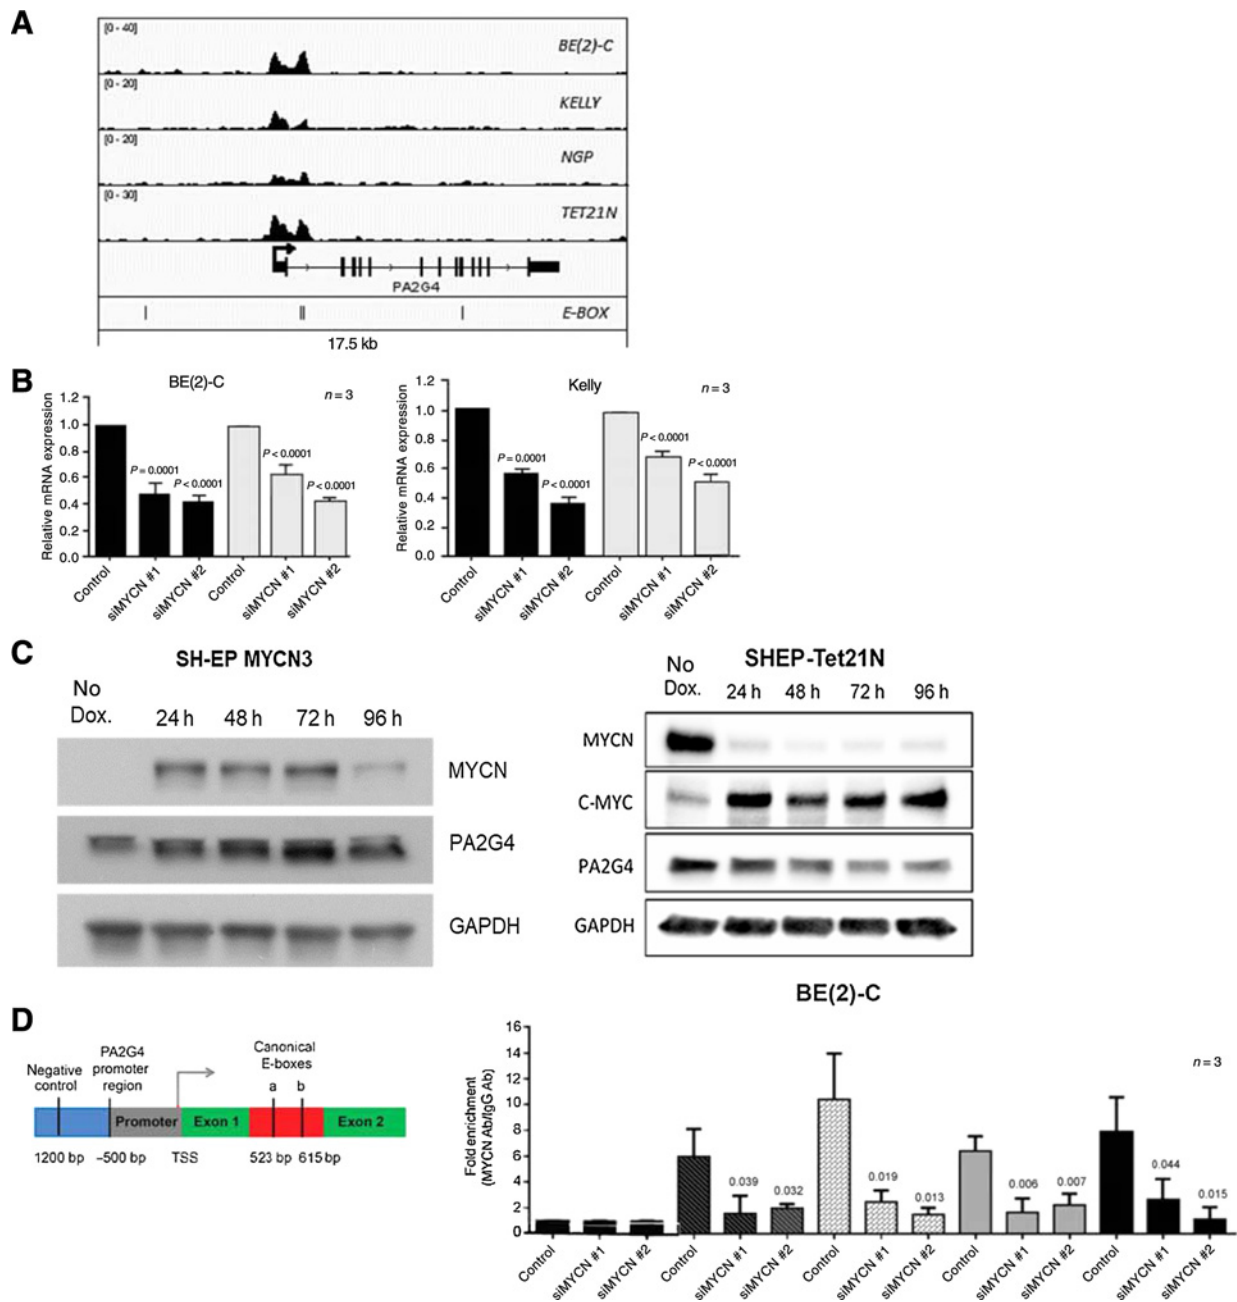 A
[0 - 40]
BE(2)-C
[0 - 20]
KELLY
[0 - 20]
NGP
[0 - 30]
TET21N
PA2G4
E-BOX
17.5 kb
B
BE(2)-C
n = 3
Relative mRNA expression
1.2
1.0
0.8
0.6
0.4
0.2
0.0
P = 0.0001
P < 0.0001
P < 0.0001
P < 0.0001
Control
siMYCN #1
siMYCN #2
Control
siMYCN #1
siMYCN #2
Kelly
n = 3
Relative mRNA expression
1.2
1.0
0.8
0.6
0.4
0.2
0.0
P = 0.0001
P < 0.0001
P < 0.0001
P < 0.0001
Control
siMYCN #1
siMYCN #2
Control
siMYCN #1
siMYCN #2
C
SH-EP MYCN3
No
Dox.
24 h 48 h 72 h 96 h
MYCN
PA2G4
GAPDH
SHEP-Tet21N
No
Dox.
24 h 48 h 72 h 96 h
MYCN
C-MYC
PA2G4
GAPDH
D
Negative
control
PA2G4
promoter
region
Canonical
E-boxes
a b
Promoter
Exon 1
Exon 2
1200 bp
–500 bp
TSS
523 bp
615 bp
BE(2)-C
n = 3
Fold enrichment
(MYCN Ab/IgG Ab)
16
14
12
10
8
6
4
2
0
0.039
0.032
0.019
0.013
0.006
0.007
0.044
0.015
Control
siMYCN #1
siMYCN #2
Control
siMYCN #1
siMYCN #2
Control
siMYCN #1
siMYCN #2
Control
siMYCN #1
siMYCN #2
Control
siMYCN #1
siMYCN #2